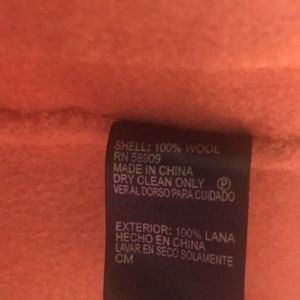 SHELL: 100% WOOL
RN 58909
MADE IN CHINA
DRY CLEAN ONLY Ⓟ
VER AL DORSO PARA CUIDADO
EXTERIOR: 100% LANA
HECHO EN CHINA
LAVAR EN SECO SOLAMENTE
CM